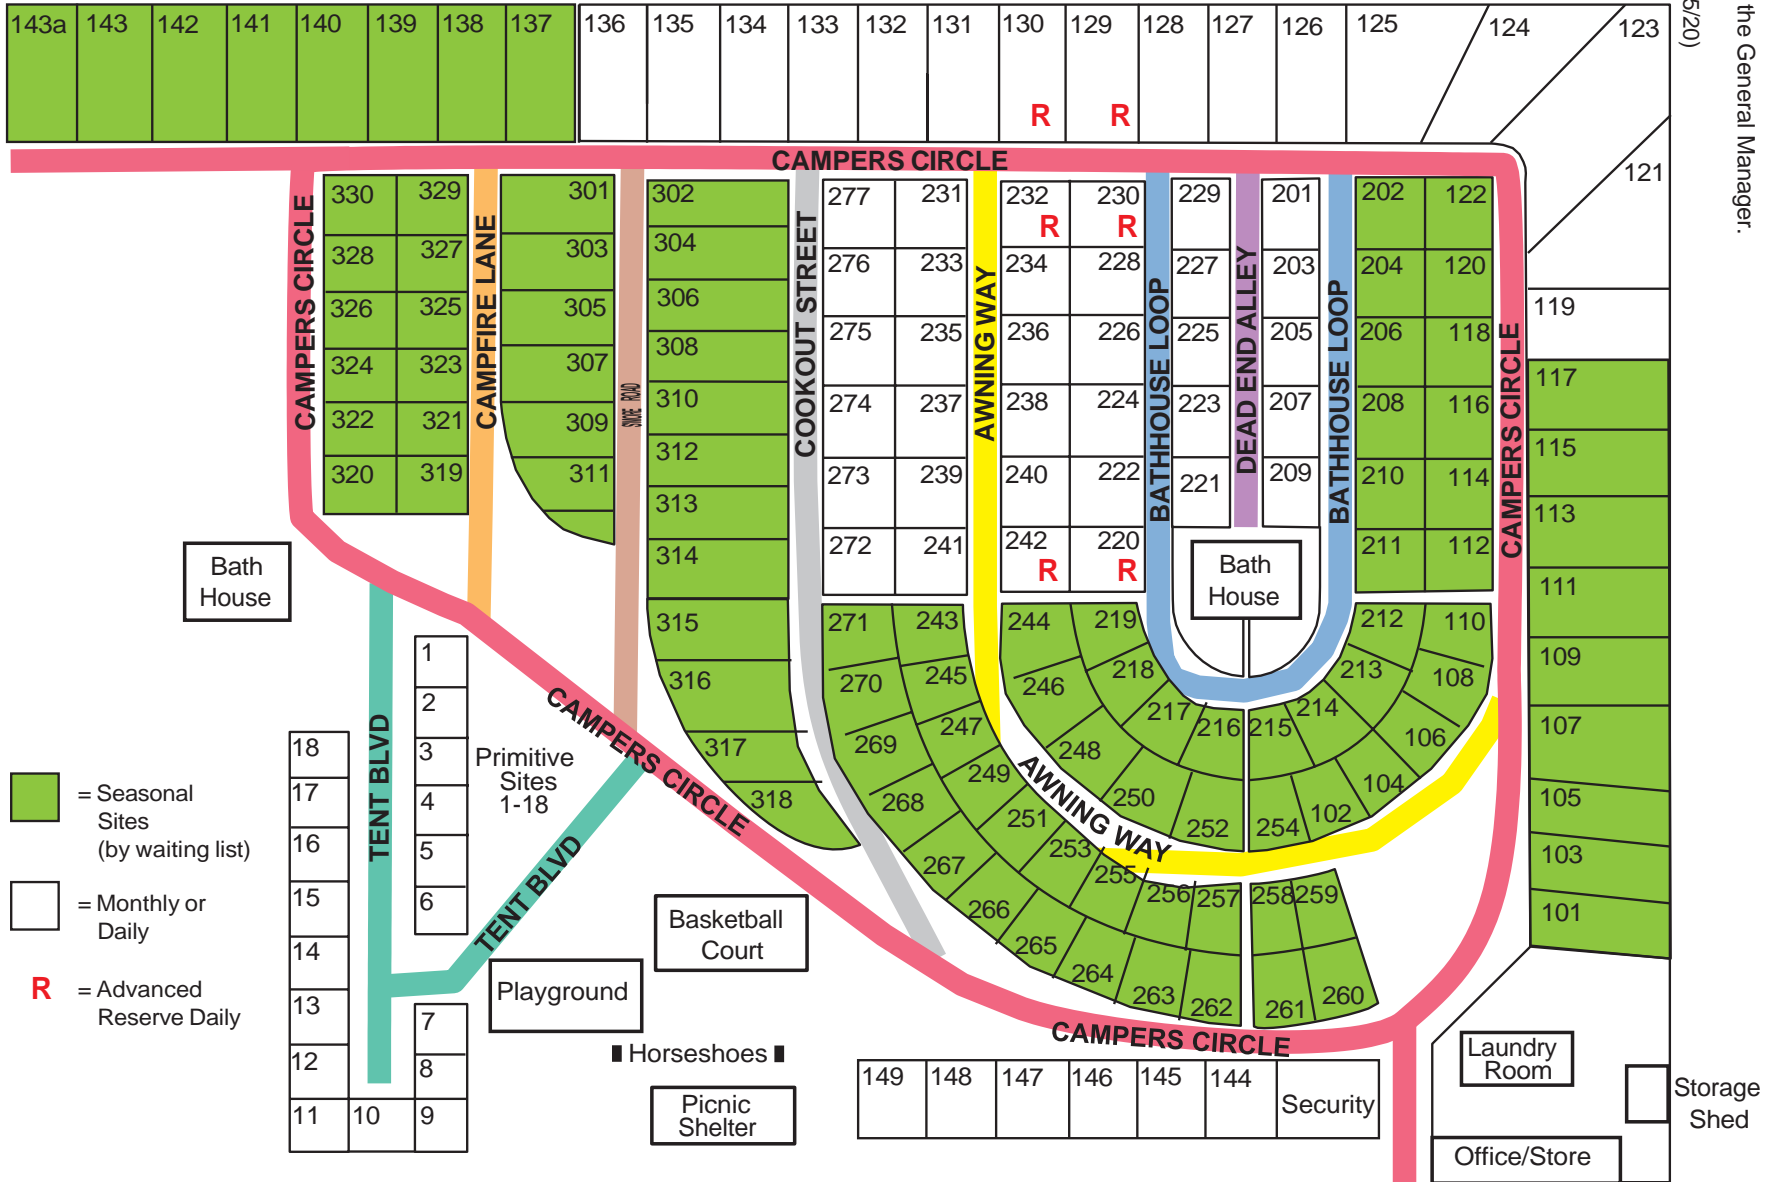 143a 143 142 141 140 139 138 137 136 135 134 133 132 131 130 129 128 127 126 125 124 123
5/20)
the General Manager.
R R
CAMPERS CIRCLE
121
330 329 301 302 277 231 232 230 229 201 202 122
R R
328 327 303 304 276 233 234 228 227 203 204 120
326 325 305 306 275 235 236 226 225 205 206 118
119
324 323 307 308
322 321 309 310 274 237 238 224 223 207 208 116
117
320 319 311 312 273 239 240 222 221 209 210 114
115
313
113
314 272 241 242 220 211 112
R R
111
CAMPERS CIRCLE
CAMPFIRE LANE
SMORE ROAD
COOKOUT STREET
AWNING WAY
BATHHOUSE LOOP
DEAD END ALLEY
BATHHOUSE LOOP
CAMPERS CIRCLE
Bath
House
Bath
House
315 271 243 244 219 212 110
316 270 245 246 218 213 108
109
317 269 247 248 217 216 215 214 106
107
318 268 249 250 252 254 102 104
105
267 251 253 255 256 257 258 259
103
266 265 264 263 262 261 260
101
AWNING WAY
CAMPERS CIRCLE
TENT BLVD
TENT BLVD
1
2
3
4
5
6
Primitive
Sites
1-18
18
17
16
15
14
13
12
11 10 9
7
8
= Seasonal
Sites
(by waiting list)
= Monthly or
Daily
R = Advanced
Reserve Daily
Basketball
Court
Playground
Horseshoes
Picnic
Shelter
CAMPERS CIRCLE
149 148 147 146 145 144 Security
Laundry
Room
Storage
Shed
Office/Store